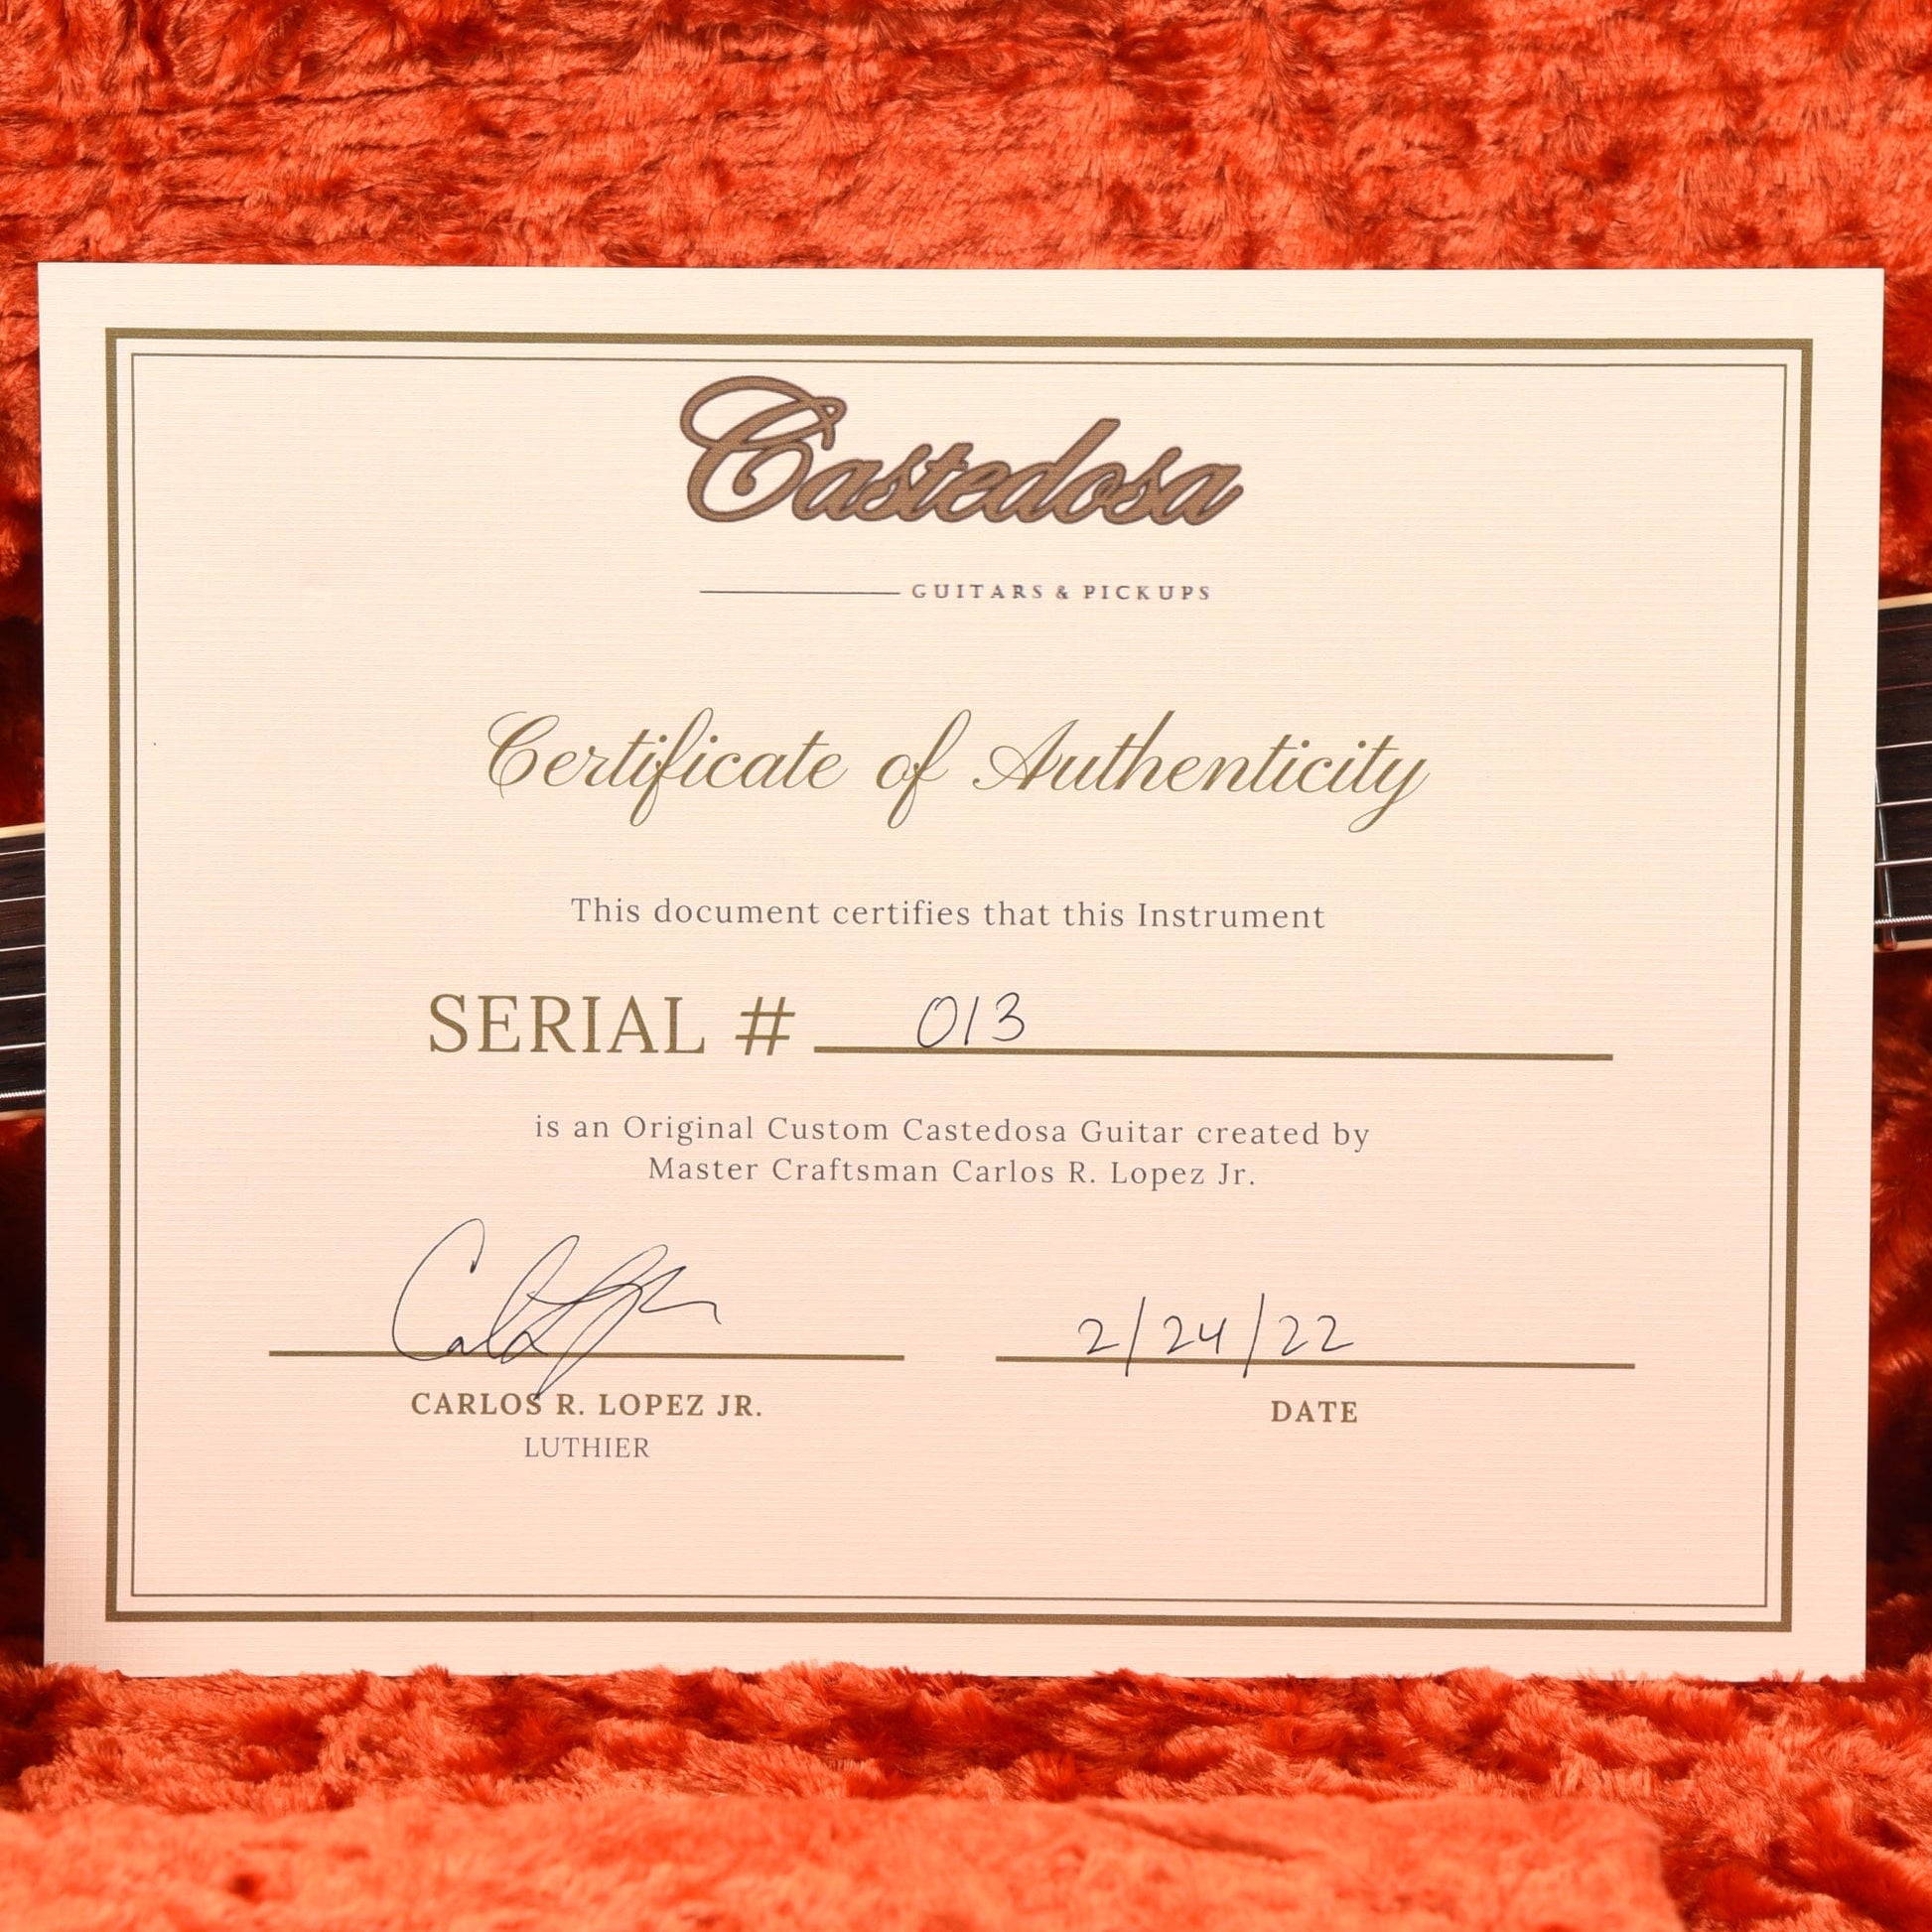 Castedosa
GUITARS & PICKUPS
Certificate of Authenticity
This document certifies that this Instrument
SERIAL # 013
is an Original Custom Castedosa Guitar created by
Master Craftsman Carlos R. Lopez Jr.
2/24/22
CARLOS R. LOPEZ JR. DATE
LUTHIER